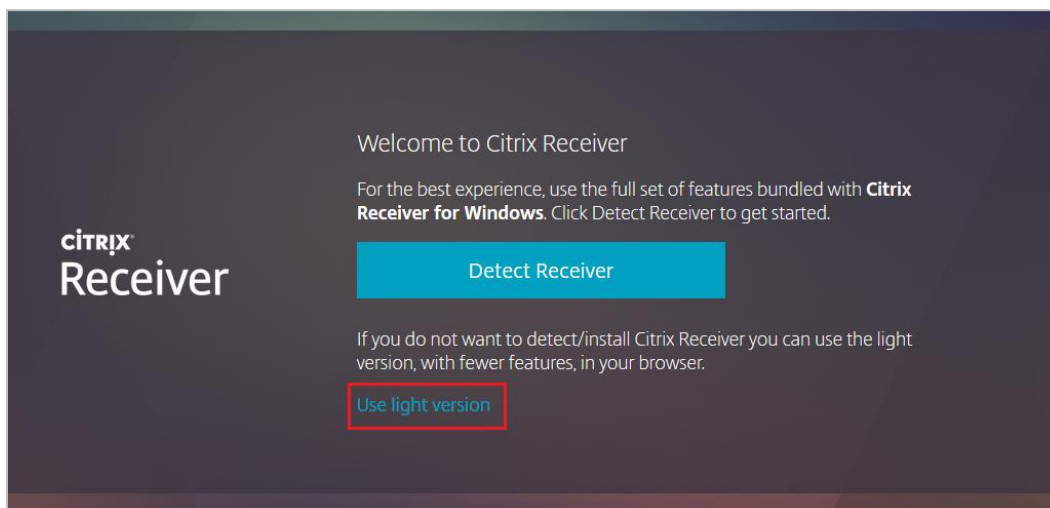 Welcome to Citrix Receiver
For the best experience, use the full set of features bundled with Citrix
Receiver for Windows. Click Detect Receiver to get started.
CİTRIX
Receiver
Detect Receiver
If you do not want to detect/install Citrix Receiver you can use the light
version, with fewer features, in your browser.
Use light version